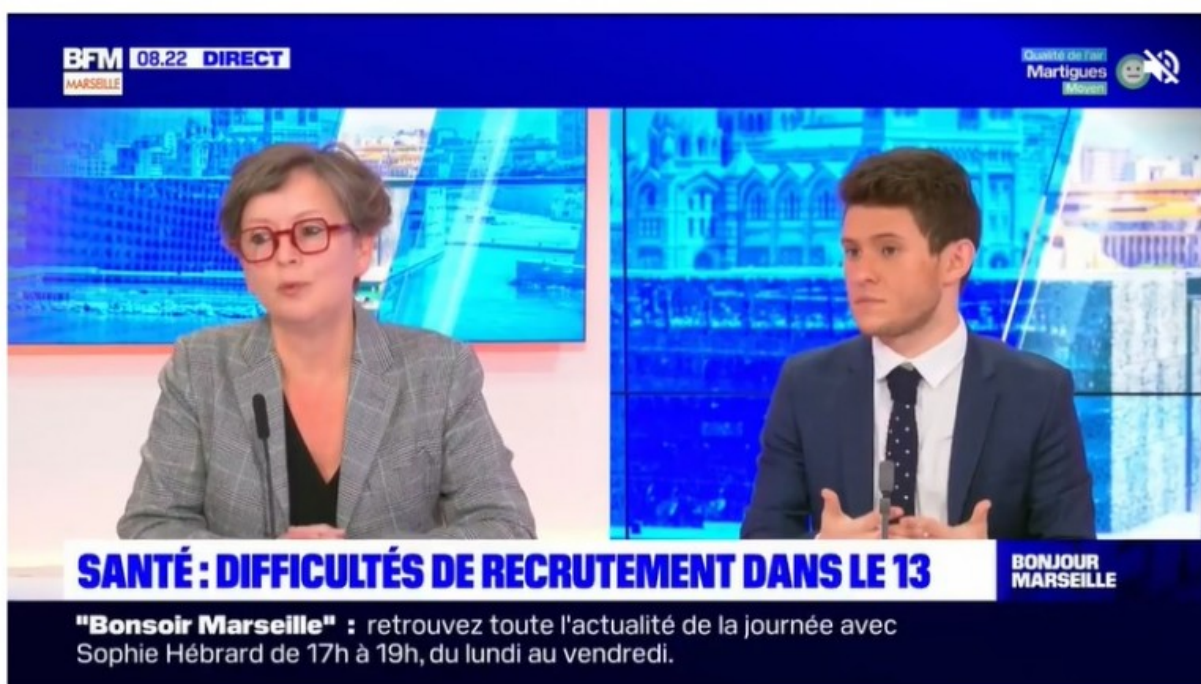 BFM 08.22 DIRECT
MARSEILLE
Qualité de l'air
Martigues
Moyen
SANTÉ : DIFFICULTÉS DE RECRUTEMENT DANS LE 13
BONJOUR
MARSEILLE
"Bonsoir Marseille" : retrouvez toute l'actualité de la journée avec
Sophie Hébrard de 17h à 19h, du lundi au vendredi.